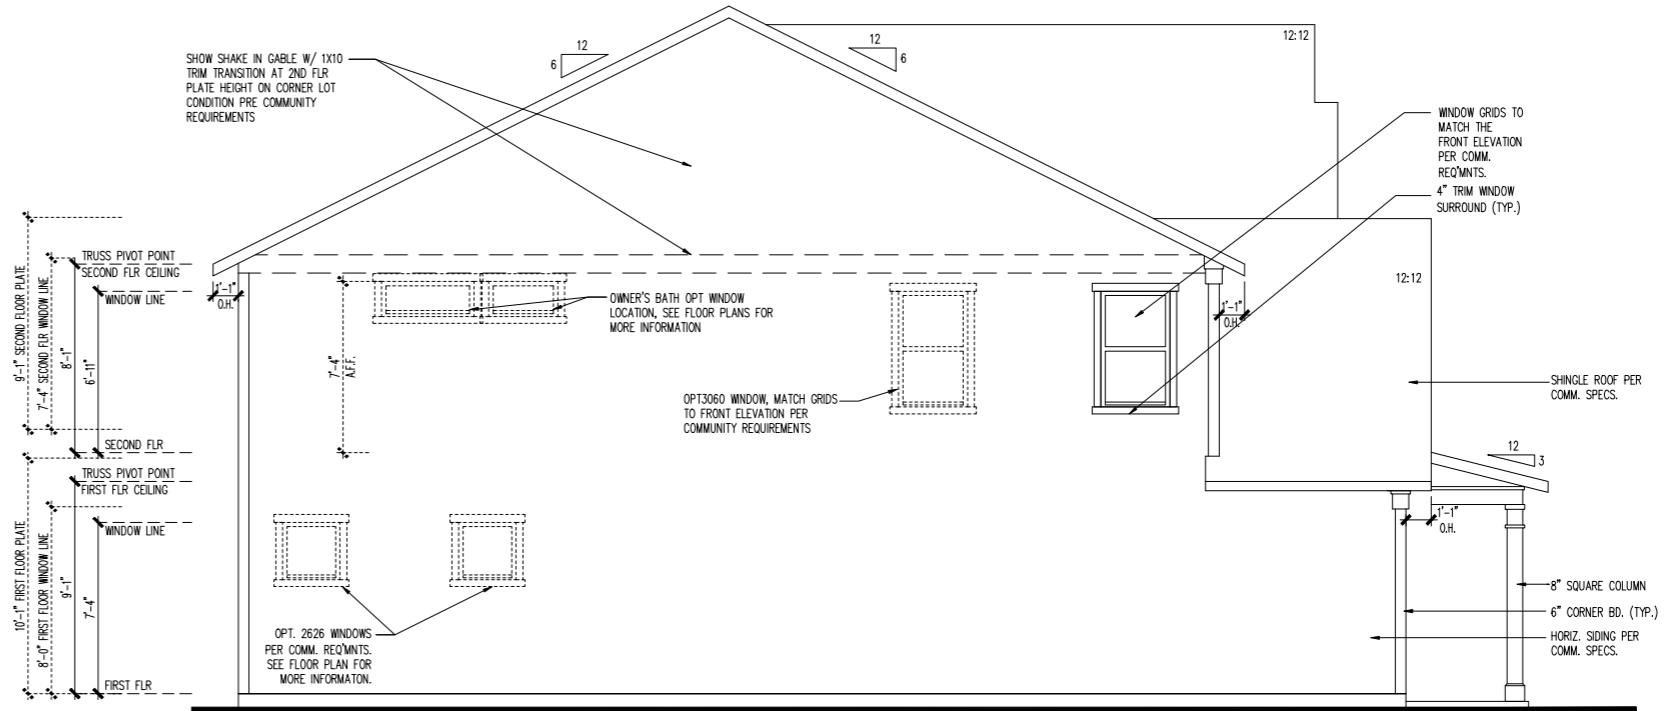 SHOW SHAKE IN GABLE W/ 1X10
TRIM TRANSITION AT 2ND FLR
PLATE HEIGHT ON CORNER LOT
CONDITION PRE COMMUNITY
REQUIREMENTS
12
6
12
6
12:12
WINDOW GRIDS TO
MATCH THE
FRONT ELEVATION
PER COMM.
REQ'MNTS.
4" TRIM WINDOW
SURROUND (TYP.)
9'-1" SECOND FLOOR PLATE
7'-4" SECOND FLR WINDOW LINE
8'-1"
6'-11"
TRUSS PIVOT POINT
SECOND FLR CEILING
WINDOW LINE
SECOND FLR
1'-1"
O.H.
7'-4"
A.F.F.
OWNER'S BATH OPT WINDOW
LOCATION, SEE FLOOR PLANS FOR
MORE INFORMATION
OPT3060 WINDOW, MATCH GRIDS
TO FRONT ELEVATION PER
COMMUNITY REQUIREMENTS
1'-1"
O.H.
12:12
SHINGLE ROOF PER
COMM. SPECS.
12
3
10'-1" FIRST FLOOR PLATE
8'-0" FIRST FLOOR WINDOW LINE
9'-1"
7'-4"
TRUSS PIVOT POINT
FIRST FLR CEILING
WINDOW LINE
FIRST FLR
OPT. 2626 WINDOWS
PER COMM. REQ'MNTS.
SEE FLOOR PLAN FOR
MORE INFORMATON.
1'-1"
O.H.
8" SQUARE COLUMN
6" CORNER BD. (TYP.)
HORIZ. SIDING PER
COMM. SPECS.